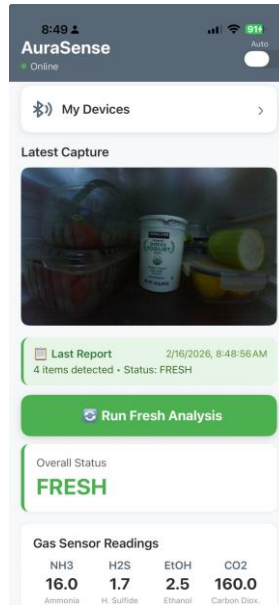 8:49
91+
AuraSense
Auto
Online
My Devices
Latest Capture
YOGURT
Last Report
2/16/2026, 8:48:56 AM
4 items detected • Status: FRESH
Run Fresh Analysis
Overall Status
FRESH
Gas Sensor Readings
NH3 H2S EtOH CO2
16.0 1.7 2.5 160.0
Ammonia H. Sulfide Ethanol Carbon Diox.